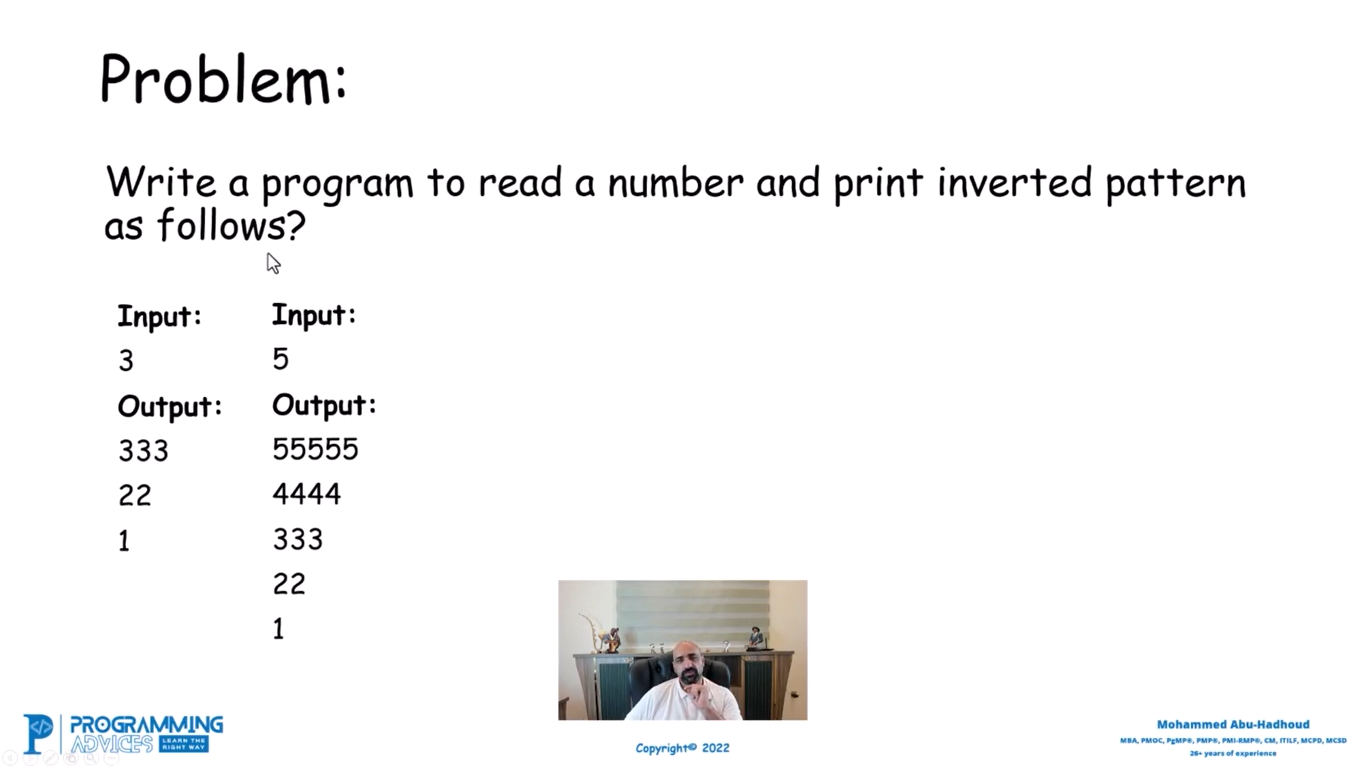 Problem:
Write a program to read a number and print inverted pattern
as follows?
Input:
3
Output:
333
22
1
Input:
5
Output:
55555
4444
333
22
1
P
PROGRAMMING
ADVICES LEARN THE
RIGHT WAY
Copyright© 2022
Mohammed Abu-Hadhoud
MBA, PMOC, PgMP®, PMP®, PMI-RMP®, CM, ITILF, MCPD, MCSD
26+ years of experience